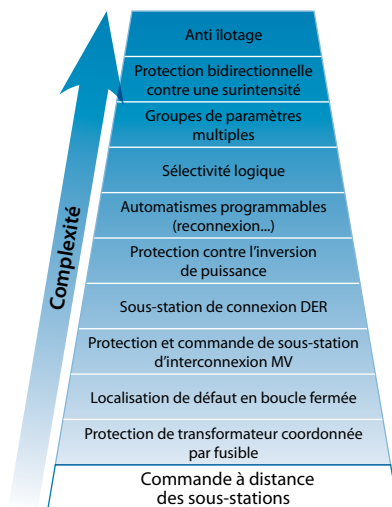 Anti îlotage
Protection bidirectionnelle
contre une surintensité
Groupes de paramètres
multiples
Sélectivité logique
Automatismes programmables
(reconnexion...)
Protection contre l'inversion
de puissance
Sous-station de connexion DER
Protection et commande de sous-station
d'interconnexion MV
Localisation de défaut en boucle fermée
Protection de transformateur coordonnée
par fusible
Commande à distance
des sous-stations
Complexité